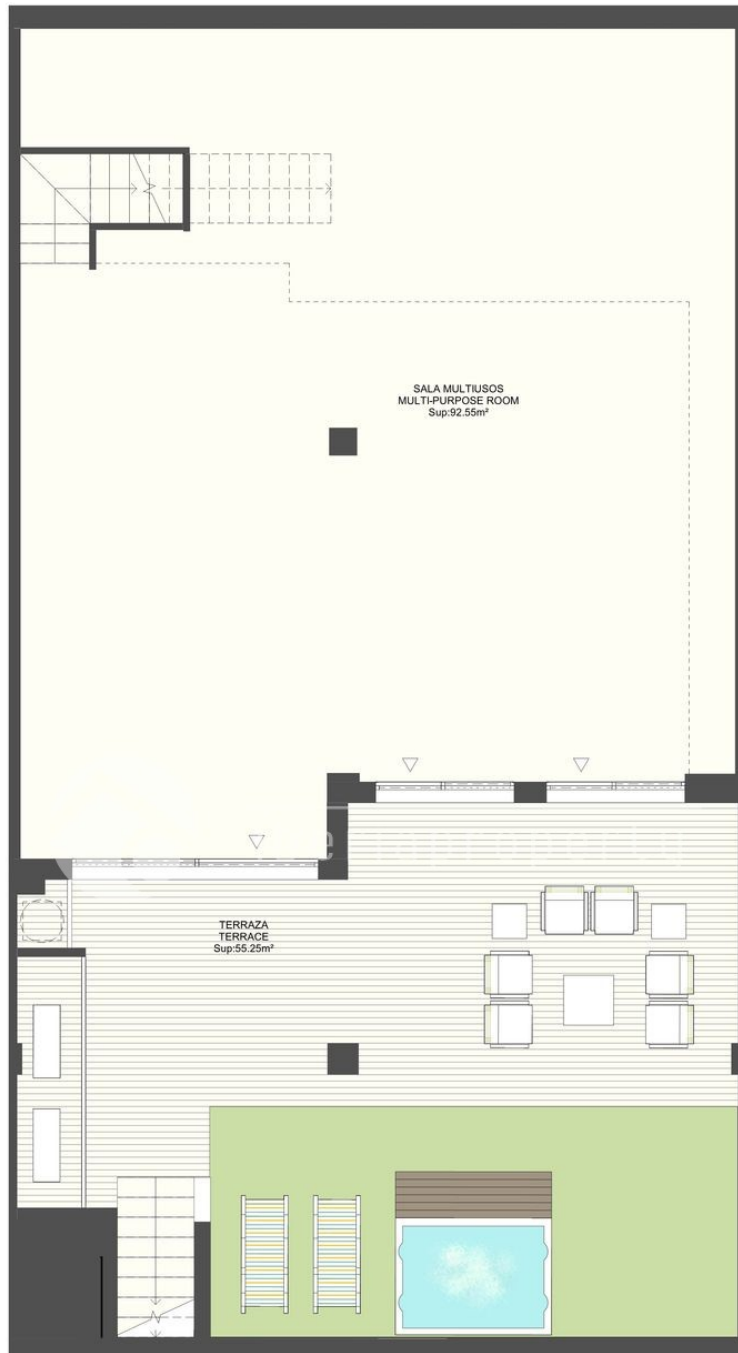 SALA MULTIUSOS
MULTI-PURPOSE ROOM
Sup:92.55m²
TERRAZA
TERRACE
Sup:55.25m²